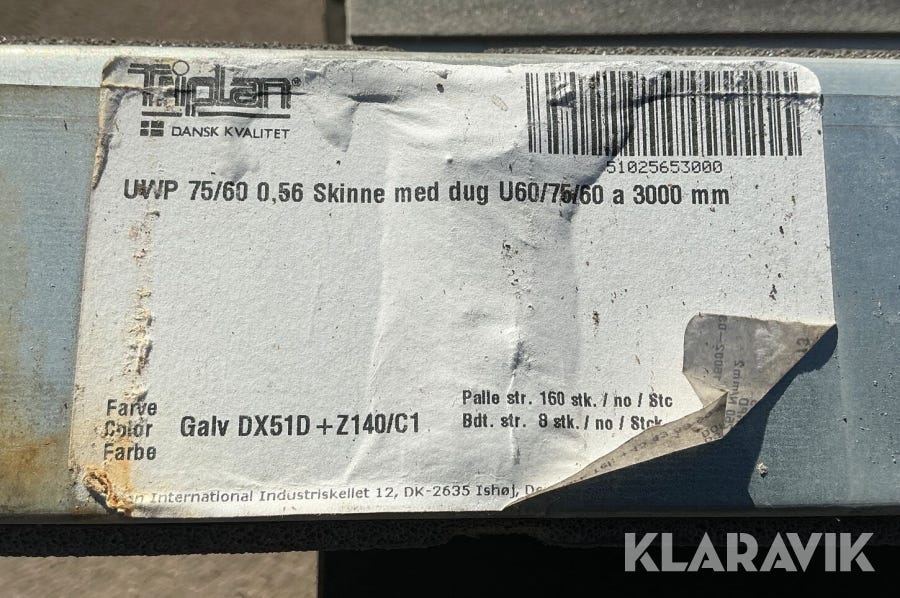 Triplan®
DANSK KVALITET
51025653000
UWP 75/60 0,56 Skinne med dug U60/75/60 a 3000 mm
Farve
Color
Farbe
Galv DX51D +Z140/C1
Palle str. 160 stk. / no / Stc
Bdt. str. 8 stk. / no / Stck
International Industriskellet 12, DK-2635 Ishøj,
KLARAVIK